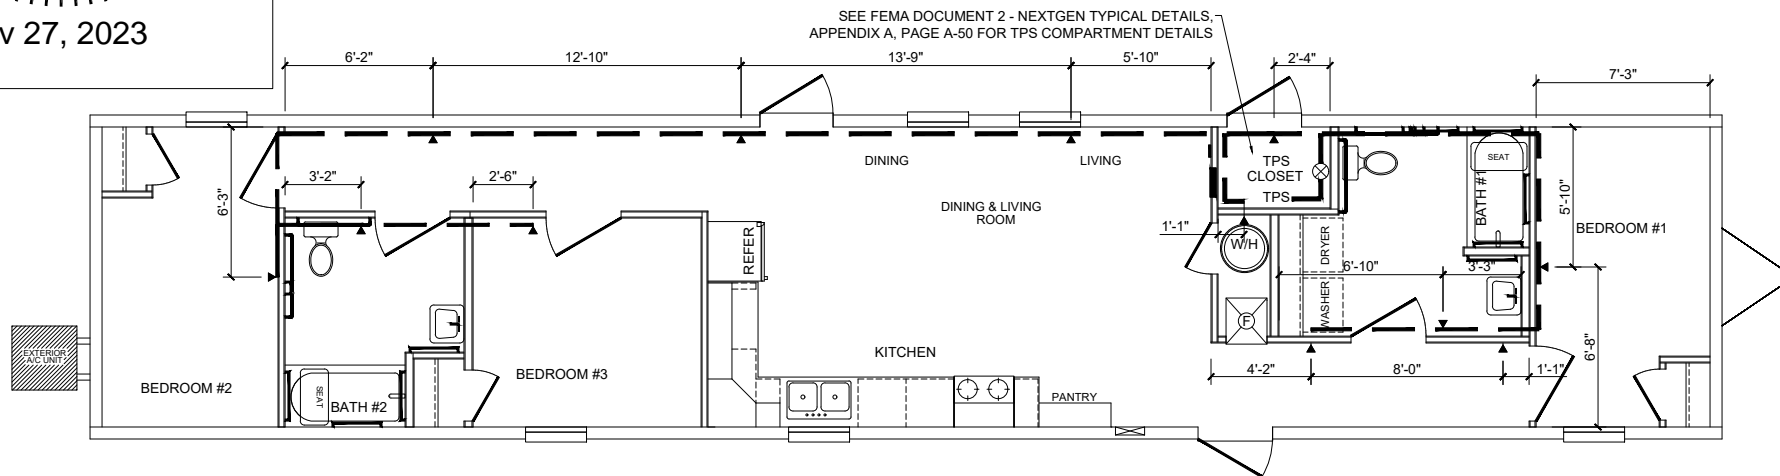 v 27, 2023
SEE FEMA DOCUMENT 2 - NEXTGEN TYPICAL DETAILS,
APPENDIX A, PAGE A-50 FOR TPS COMPARTMENT DETAILS
6'-2"
12'-10"
13'-9"
5'-10"
2'-4"
7'-3"
DINING
LIVING
TPS
CLOSET
TPS
SEAT
BATH #1
3'-2"
2'-6"
6'-3"
DINING & LIVING
ROOM
1'-1"
5'-10"
BEDROOM #1
REFER
W/H
DRYER
6'-10"
3'-3"
WASHER
F
EXTERIOR
A/C UNIT
KITCHEN
6'-8"
BEDROOM #2
SEAT
BATH #2
BEDROOM #3
4'-2"
8'-0"
1'-1"
PANTRY